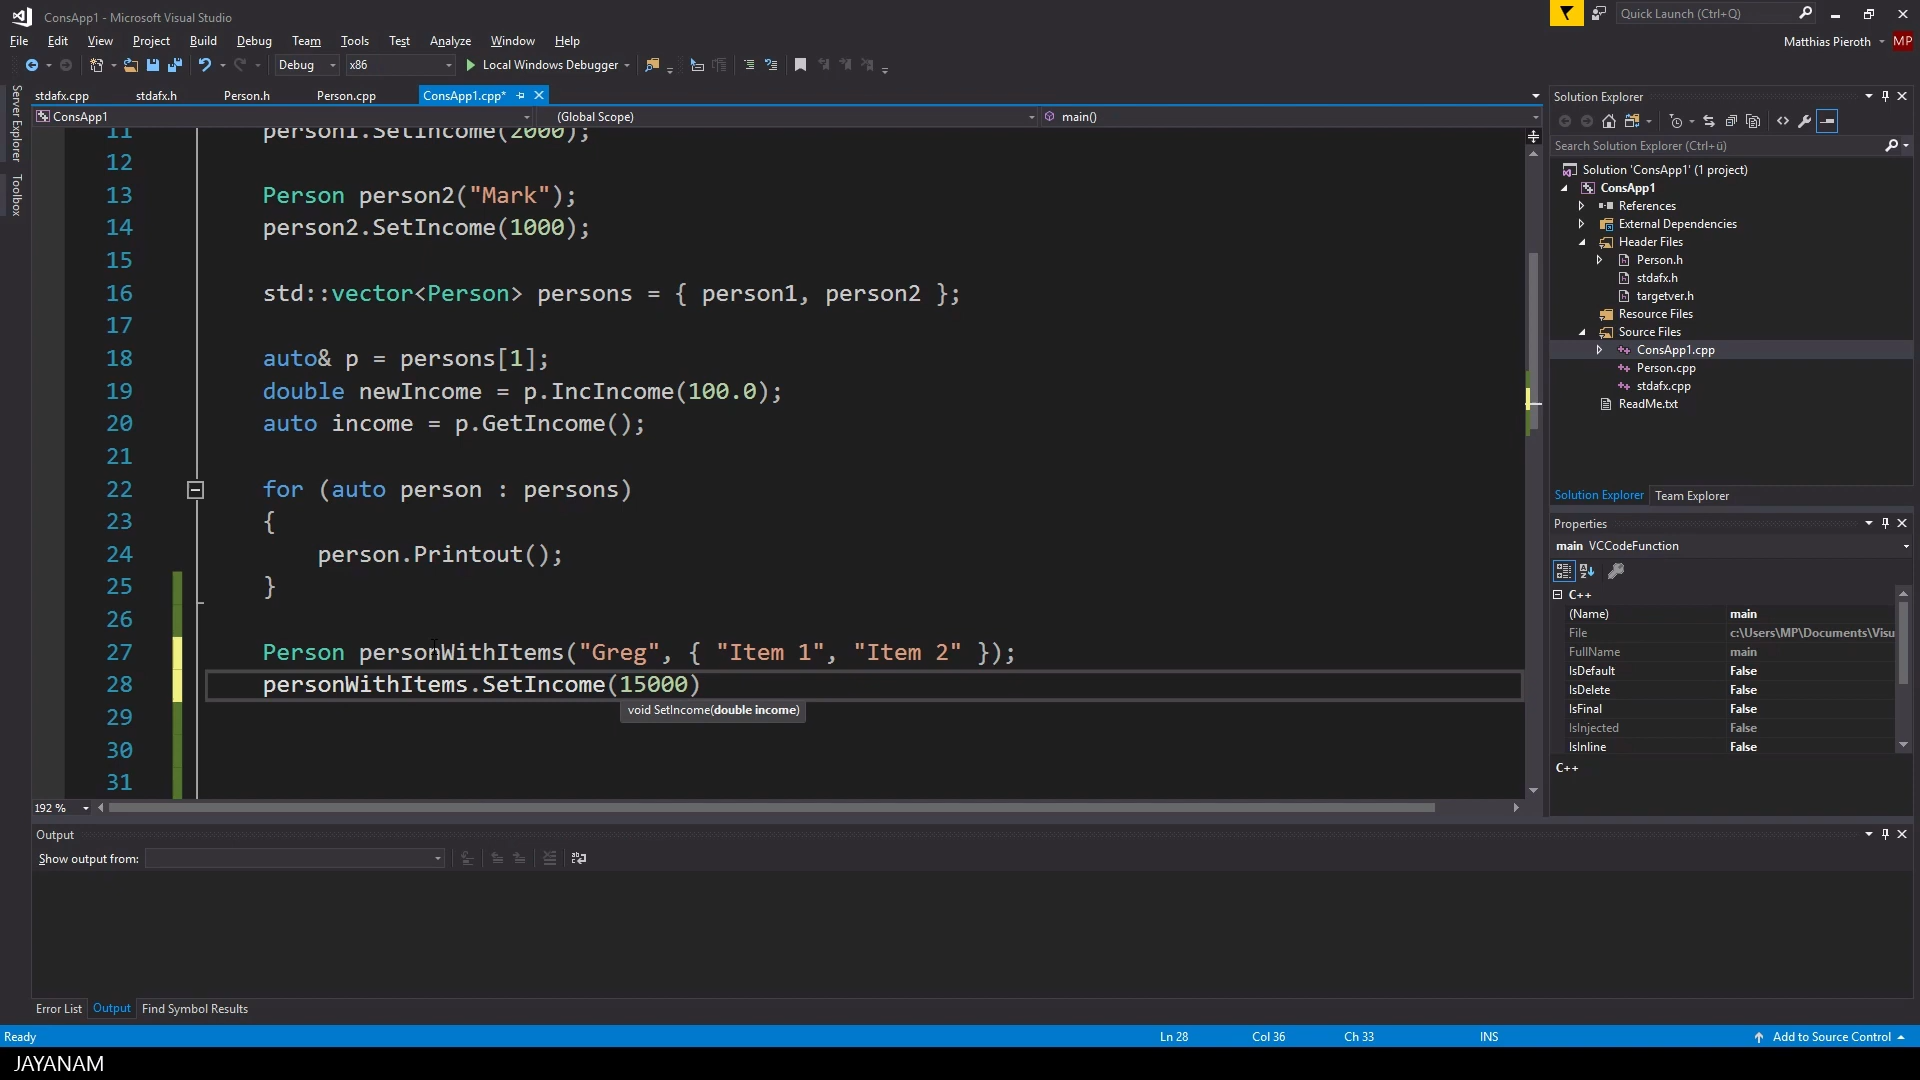 ConsApp1 - Microsoft Visual Studio
Quick Launch (Ctrl+Q)
File Edit View Project Build Debug Team Tools Test Analyze Window Help
Matthias Pieroth MP
Debug x86 Local Windows Debugger
Server Explorer
Toolbox
stdafx.cpp stdafx.h Person.h Person.cpp ConsApp1.cpp*
ConsApp1 (Global Scope) main()
11 person1.SetIncome(2000);
12
13 Person person2("Mark");
14 person2.SetIncome(1000);
15
16 std::vector<Person> persons = { person1, person2 };
17
18 auto& p = persons[1];
19 double newIncome = p.IncIncome(100.0);
20 auto income = p.GetIncome();
21
22 for (auto person : persons)
23 {
24 person.Printout();
25 }
26
27 Person personWithItems("Greg", { "Item 1", "Item 2" });
28 personWithItems.SetIncome(15000)
void SetIncome(double income)
29
30
31
192 %
Solution Explorer
Search Solution Explorer (Ctrl+ü)
Solution 'ConsApp1' (1 project)
ConsApp1
References
External Dependencies
Header Files
Person.h
stdafx.h
targetver.h
Resource Files
Source Files
ConsApp1.cpp
Person.cpp
stdafx.cpp
ReadMe.txt
Solution Explorer Team Explorer
Properties
main VCCodeFunction
C++
(Name) main
File c:\Users\MP\Documents\Visu
FullName main
IsDefault False
IsDelete False
IsFinal False
IsInjected False
IsInline False
C++
Output
Show output from:
Error List Output Find Symbol Results
Ready Ln 28 Col 36 Ch 33 INS Add to Source Control
JAYANAM